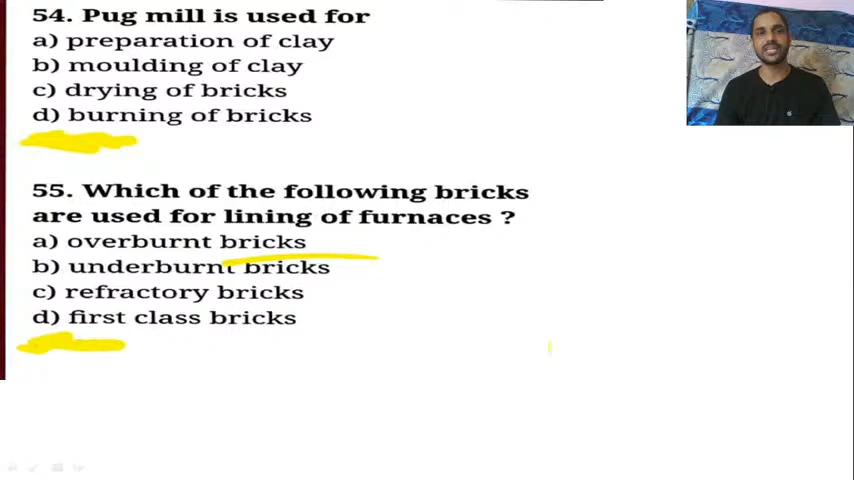 54. Pug mill is used for
a) preparation of clay
b) moulding of clay
c) drying of bricks
d) burning of bricks
55. Which of the following bricks
are used for lining of furnaces ?
a) overburnt bricks
b) underburnt bricks
c) refractory bricks
d) first class bricks